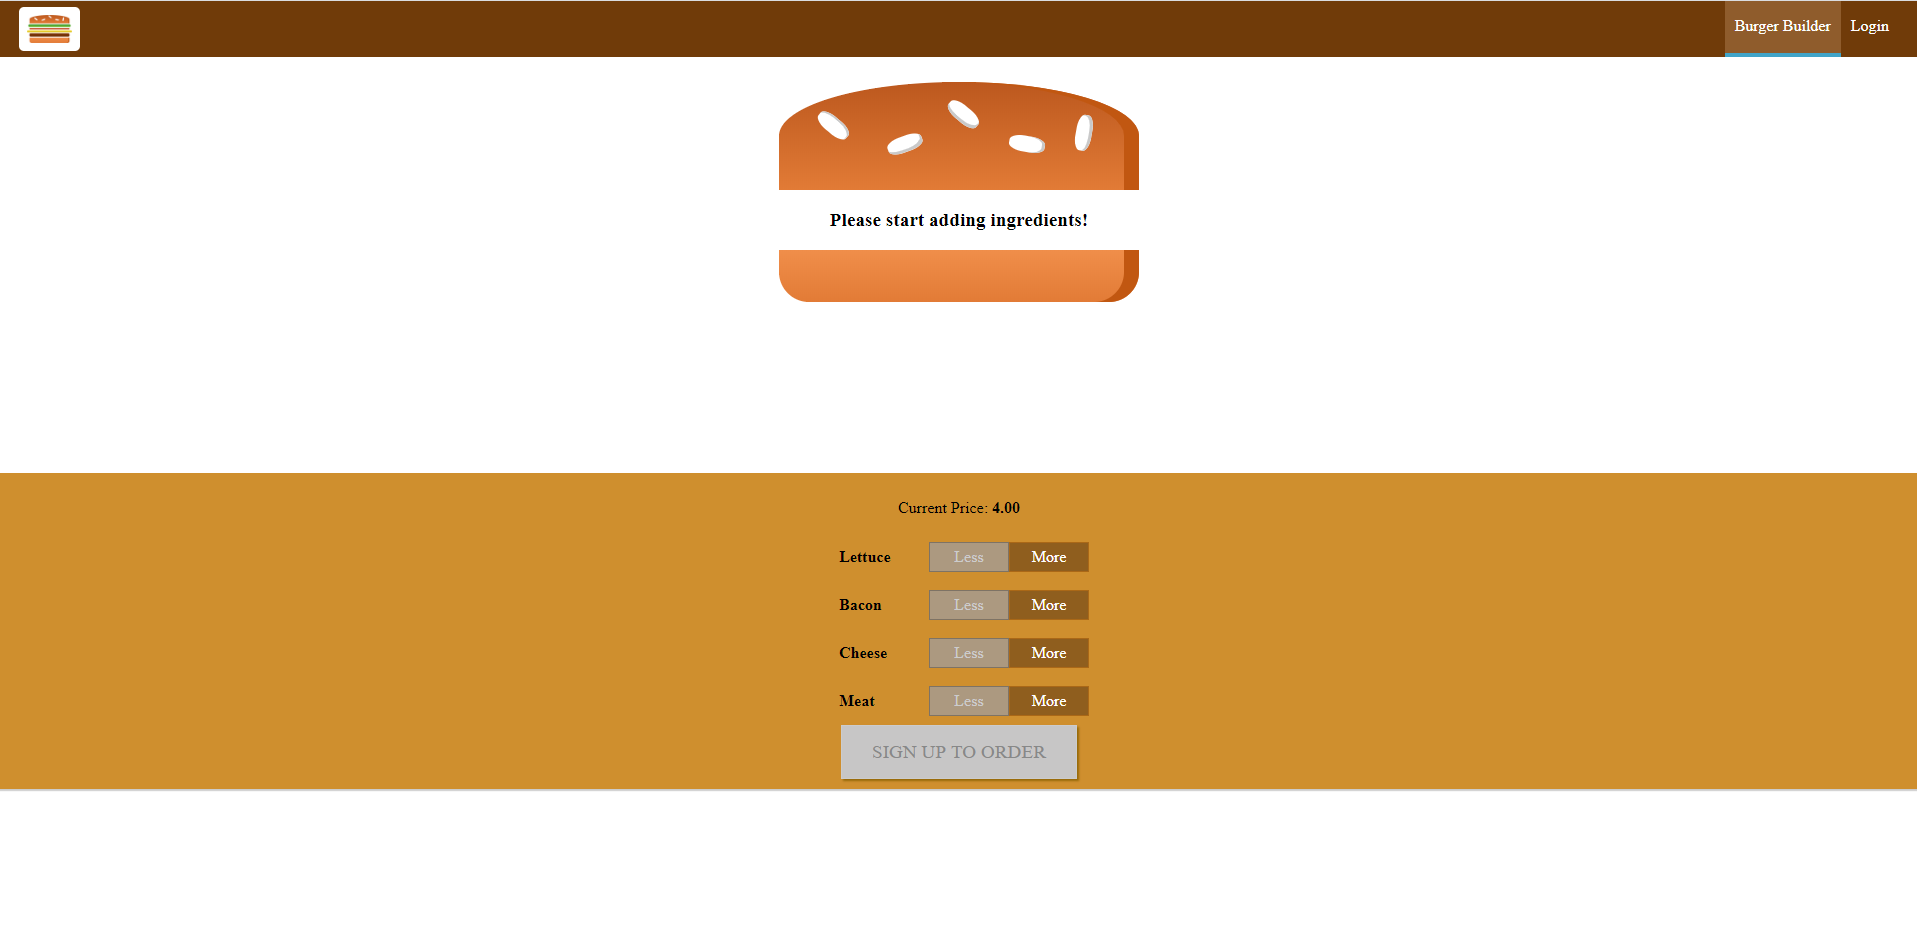 Burger Builder Login
Please start adding ingredients!
Current Price: 4.00
Lettuce Less More
Bacon Less More
Cheese Less More
Meat Less More
SIGN UP TO ORDER